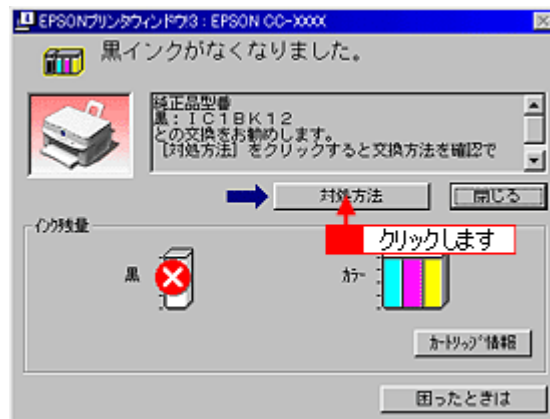 EPSONプリンタウィンドウ!3 : EPSON CC-XXXX
黒インクがなくなりました。
純正品型番
黒:IC1BK12
との交換をお勧めします。
[対処方法] をクリックすると交換方法を確認で
対処方法
閉じる
インク残量
クリックします
黒
カラー
カートリッジ情報
困ったときは